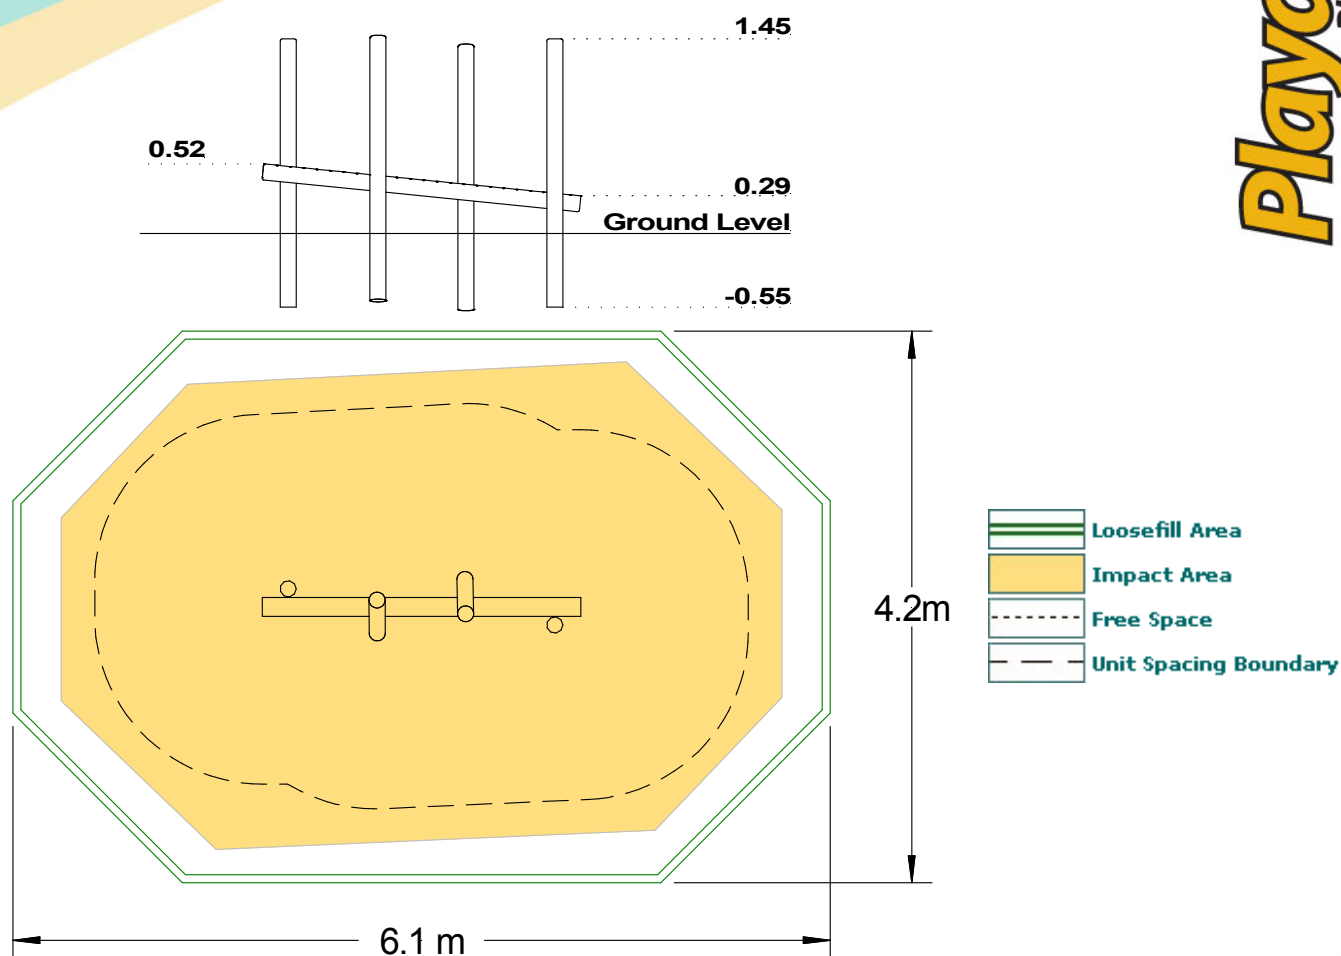 1.45
0.52
0.29
Ground Level
-0.55
4.2m
6.1 m
Loosefill Area
Impact Area
Free Space
Unit Spacing Boundary